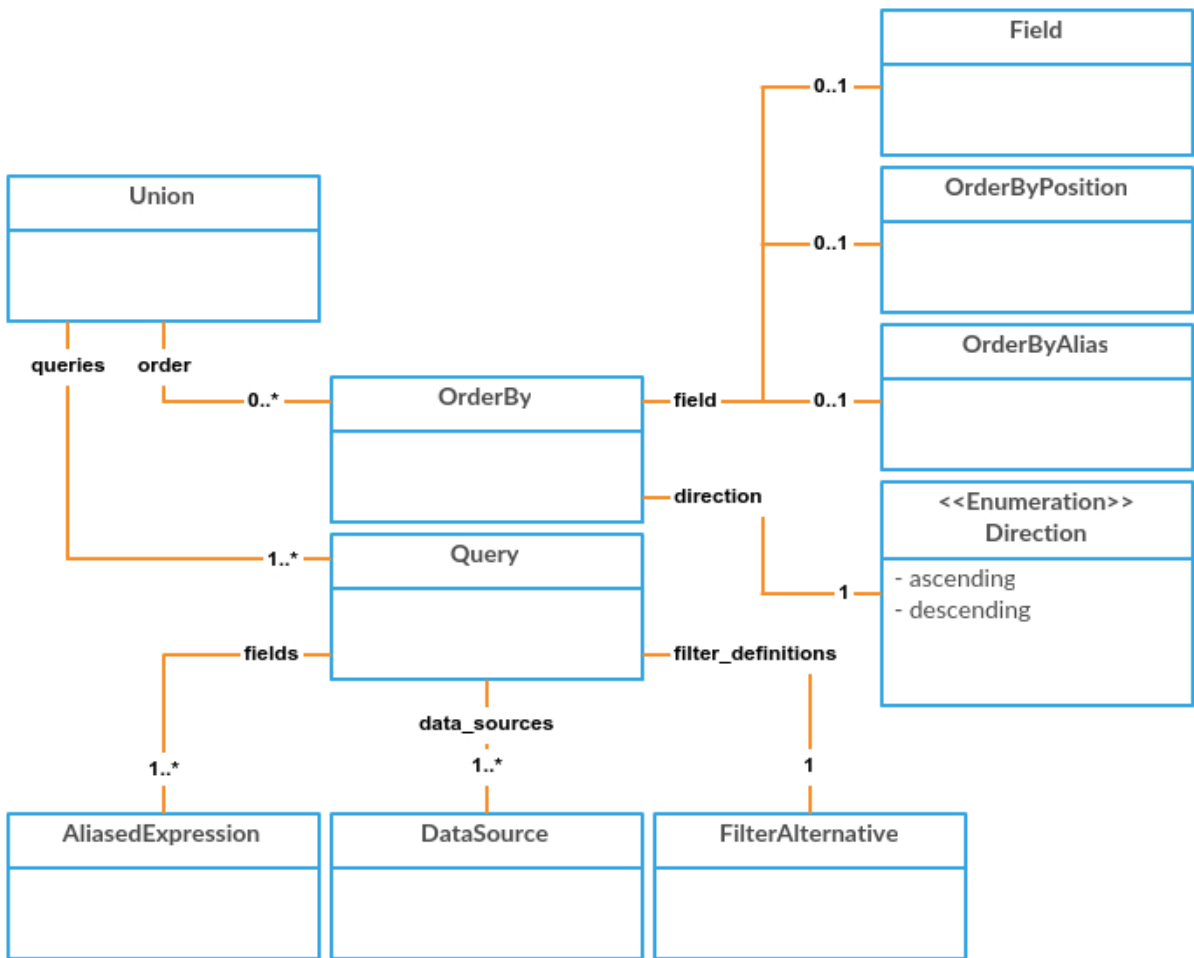 Field
0..1
OrderByPosition
Union
0..1
OrderByAlias
queries
order
OrderBy
0..*
field
0..1
<<Enumeration>>
Direction
direction
Query
1..*
- ascending
1
- descending
fields
filter_definitions
data_sources
1..*
1..*
1
AliasedExpression
DataSource
FilterAlternative